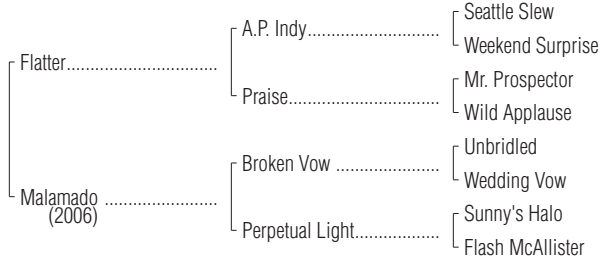 Seattle Slew
A.P. Indy
Weekend Surprise
Flatter
Mr. Prospector
Praise
Wild Applause
Unbridled
Broken Vow
Wedding Vow
Malamado
(2006)
Sunny's Halo
Perpetual Light
Flash McAllister